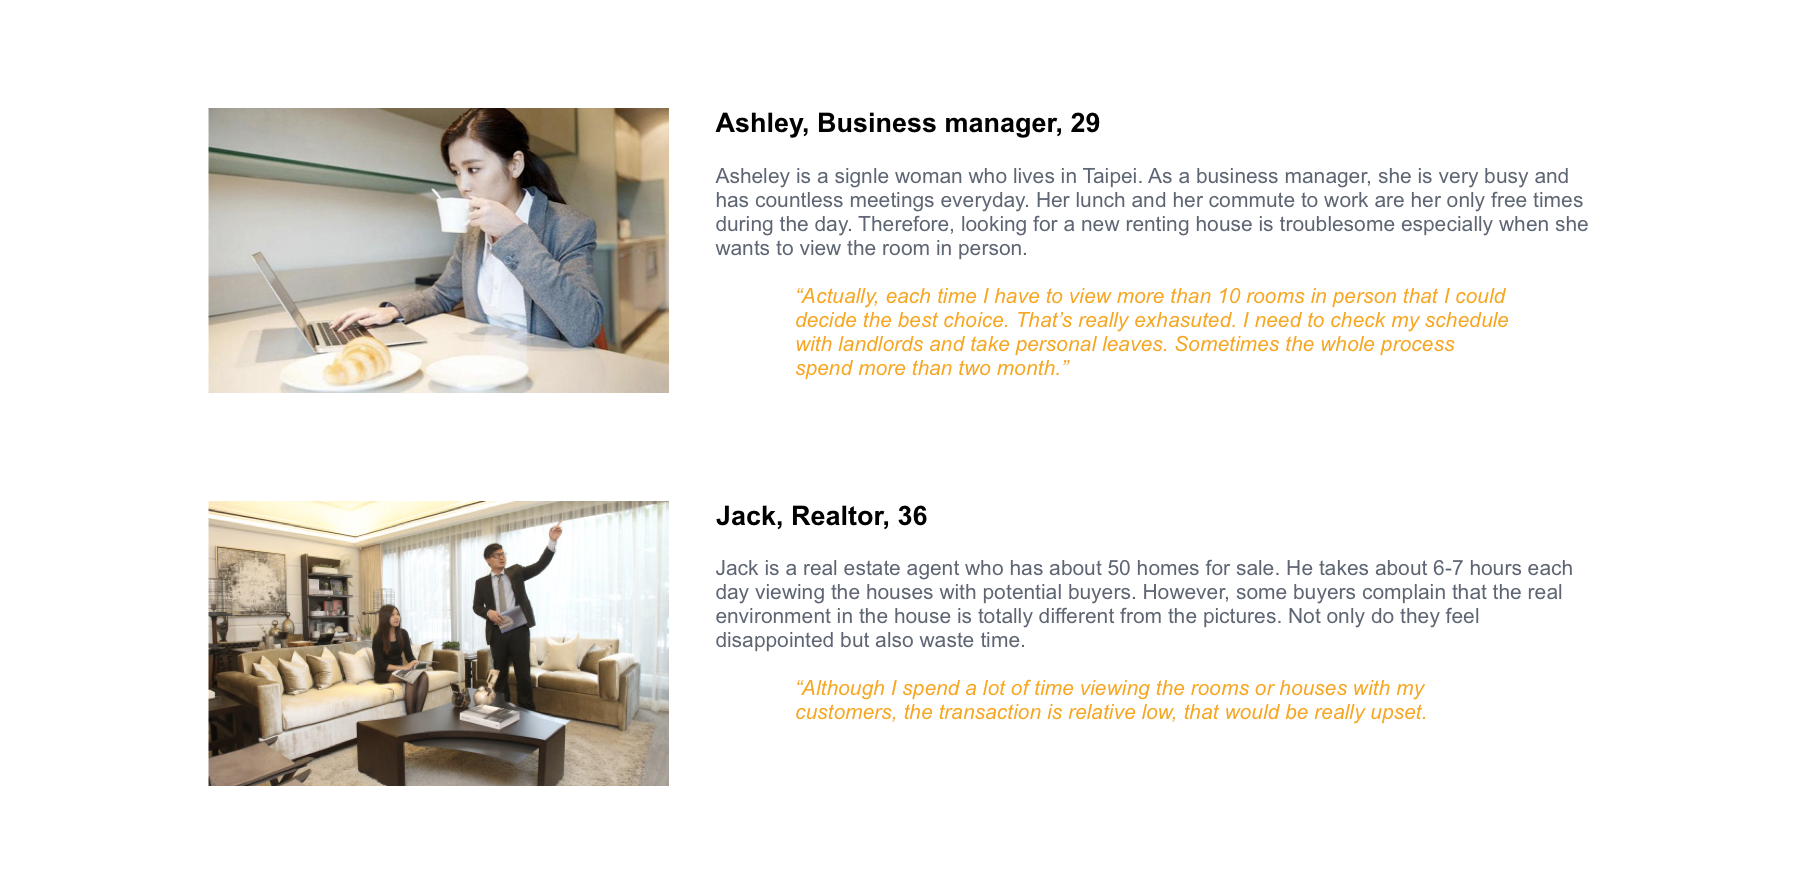 Ashley, Business manager, 29
Asheley is a signle woman who lives in Taipei. As a business manager, she is very busy and
has countless meetings everyday. Her lunch and her commute to work are her only free times
during the day. Therefore, looking for a new renting house is troublesome especially when she
wants to view the room in person.
“Actually, each time I have to view more than 10 rooms in person that I could
decide the best choice. That’s really exhasuted. I need to check my schedule
with landlords and take personal leaves. Sometimes the whole process
spend more than two month.”
Jack, Realtor, 36
Jack is a real estate agent who has about 50 homes for sale. He takes about 6-7 hours each
day viewing the houses with potential buyers. However, some buyers complain that the real
environment in the house is totally different from the pictures. Not only do they feel
disappointed but also waste time.
“Although I spend a lot of time viewing the rooms or houses with my
customers, the transaction is relative low, that would be really upset.